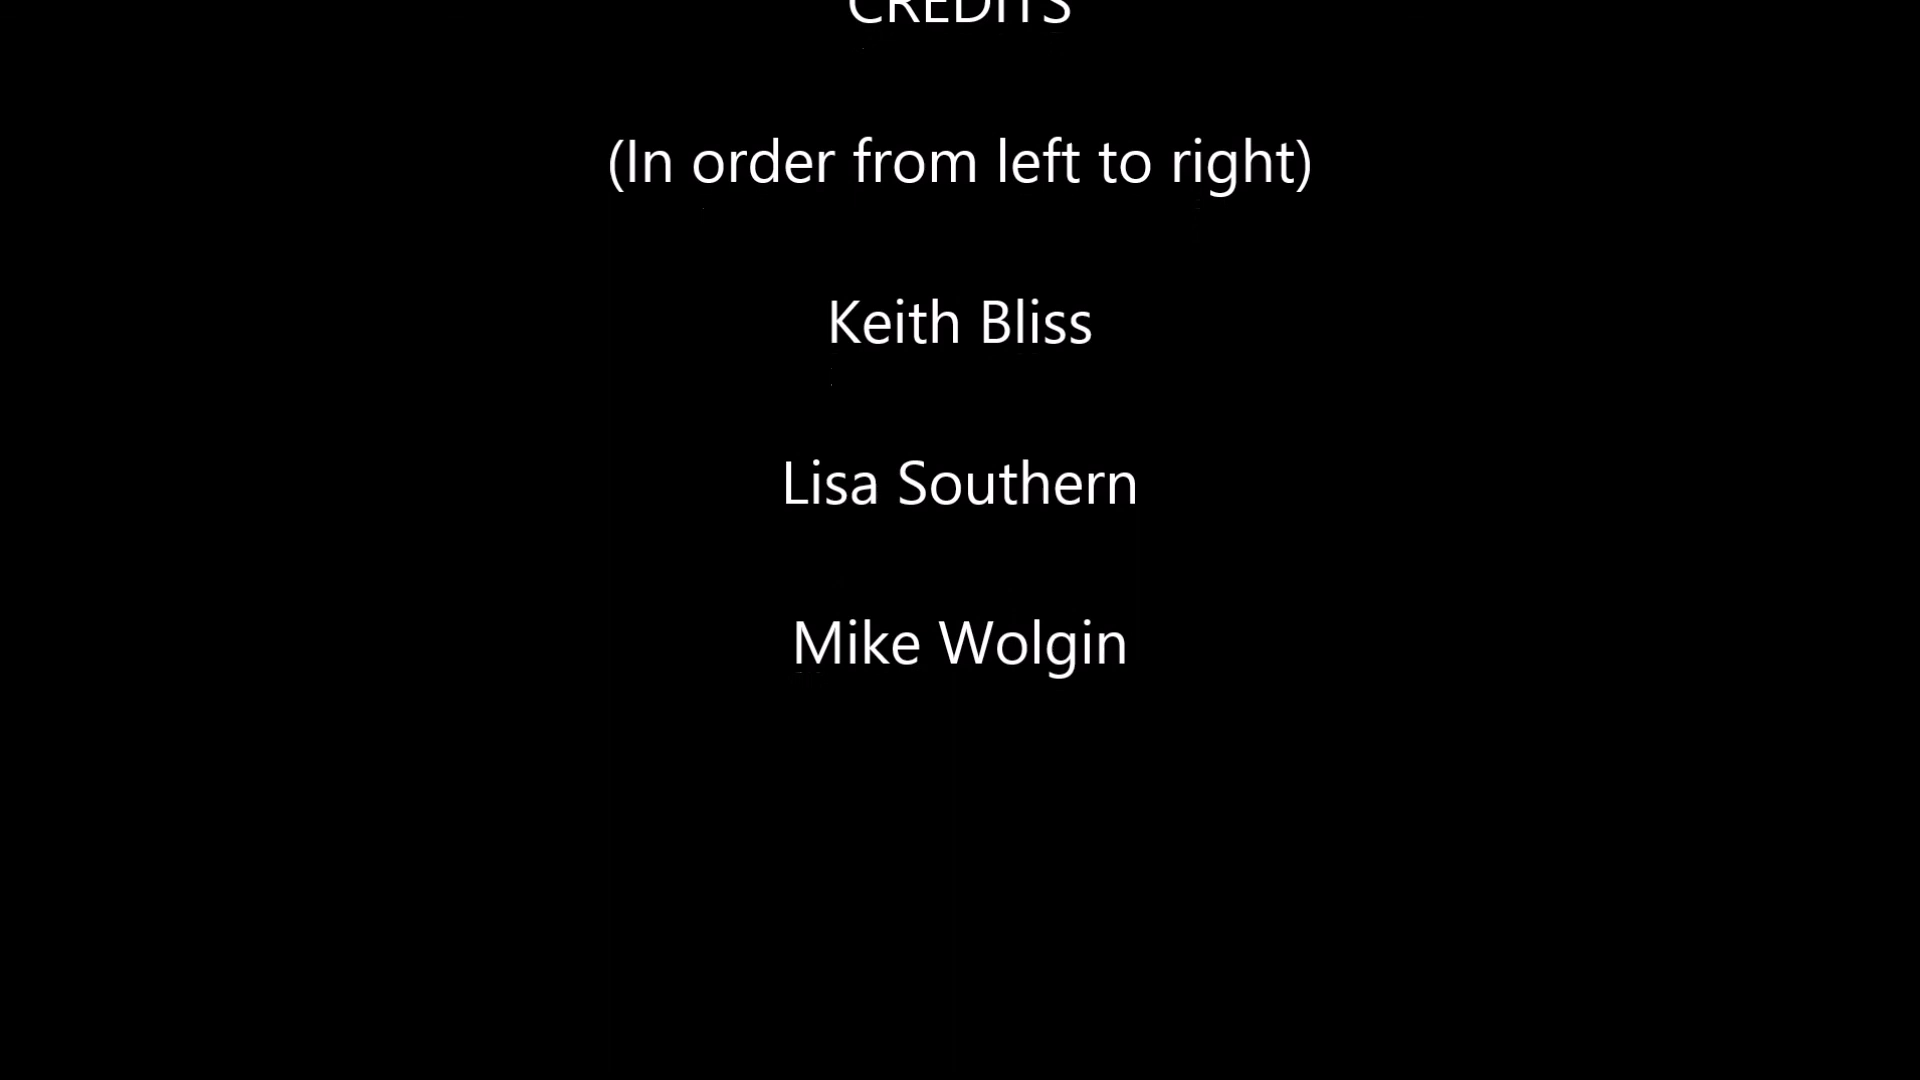 CREDITS
(In order from left to right)
Keith Bliss
Lisa Southern
Mike Wolgin